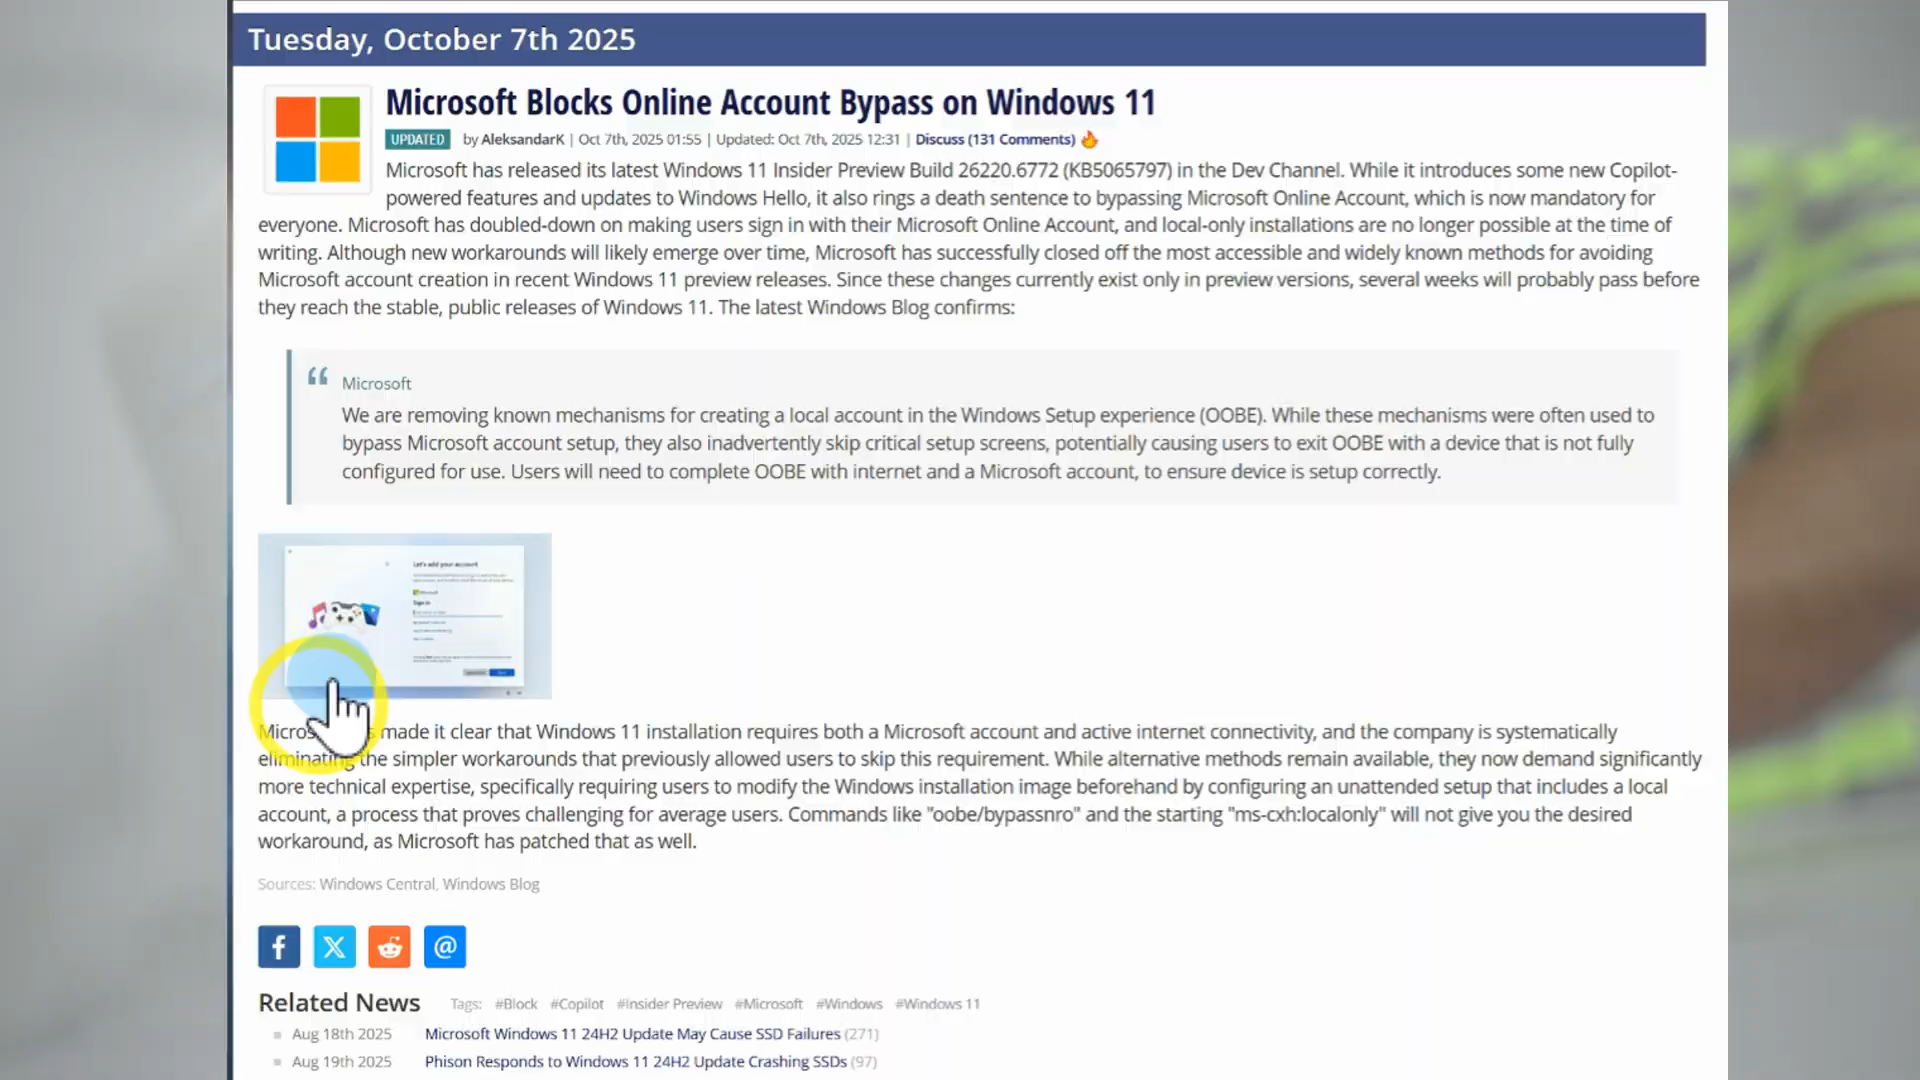 Tuesday, October 7th 2025
Microsoft Blocks Online Account Bypass on Windows 11
UPDATED by AleksandarK | Oct 7th, 2025 01:55 | Updated: Oct 7th, 2025 12:31 | Discuss (131 Comments)
Microsoft has released its latest Windows 11 Insider Preview Build 26220.6772 (KB5065797) in the Dev Channel. While it introduces some new Copilot-
powered features and updates to Windows Hello, it also rings a death sentence to bypassing Microsoft Online Account, which is now mandatory for
everyone. Microsoft has doubled-down on making users sign in with their Microsoft Online Account, and local-only installations are no longer possible at the time of
writing. Although new workarounds will likely emerge over time, Microsoft has successfully closed off the most accessible and widely known methods for avoiding
Microsoft account creation in recent Windows 11 preview releases. Since these changes currently exist only in preview versions, several weeks will probably pass before
they reach the stable, public releases of Windows 11. The latest Windows Blog confirms:
“ Microsoft
We are removing known mechanisms for creating a local account in the Windows Setup experience (OOBE). While these mechanisms were often used to
bypass Microsoft account setup, they also inadvertently skip critical setup screens, potentially causing users to exit OOBE with a device that is not fully
configured for use. Users will need to complete OOBE with internet and a Microsoft account, to ensure device is setup correctly.
Let's add your account
Microsoft
Sign in
made it clear that Windows 11 installation requires both a Microsoft account and active internet connectivity, and the company is systematically
eliminating the simpler workarounds that previously allowed users to skip this requirement. While alternative methods remain available, they now demand significantly
more technical expertise, specifically requiring users to modify the Windows installation image beforehand by configuring an unattended setup that includes a local
account, a process that proves challenging for average users. Commands like "oobe/bypassnro" and the starting "ms-cxh:localonly" will not give you the desired
workaround, as Microsoft has patched that as well.
Sources: Windows Central, Windows Blog
Related News Tags: #Block #Copilot #Insider Preview #Microsoft #Windows #Windows 11
Aug 18th 2025 Microsoft Windows 11 24H2 Update May Cause SSD Failures (271)
Aug 19th 2025 Phison Responds to Windows 11 24H2 Update Crashing SSDs (97)